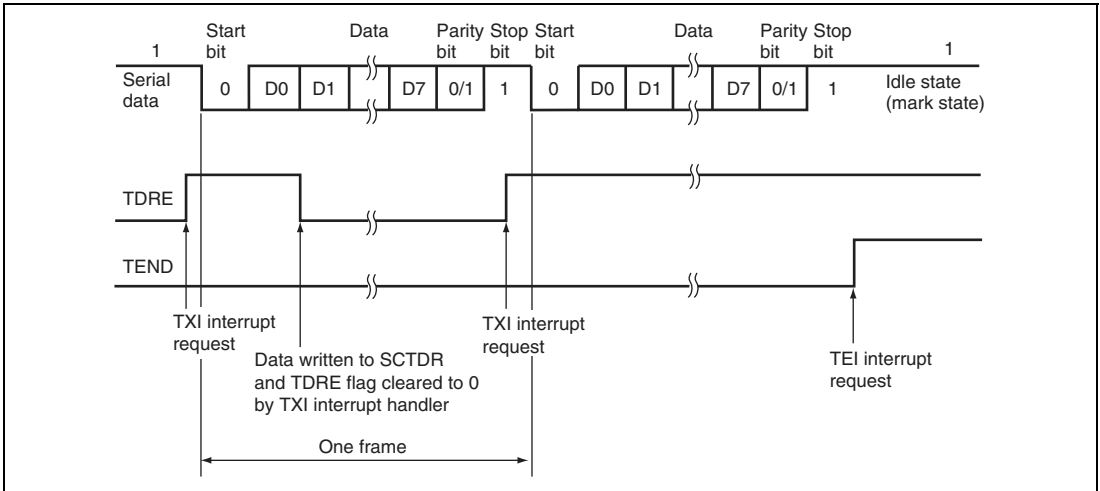 Start bit
Data
Parity bit
Stop bit
Start bit
Data
Parity bit
Stop bit
1
1
Serial data
0 D0 D1 D7 0/1 1 0 D0 D1 D7 0/1 1
Idle state (mark state)
TDRE
TEND
TXI interrupt request
Data written to SCTDR
and TDRE flag cleared to 0
by TXI interrupt handler
TXI interrupt request
TEI interrupt request
One frame